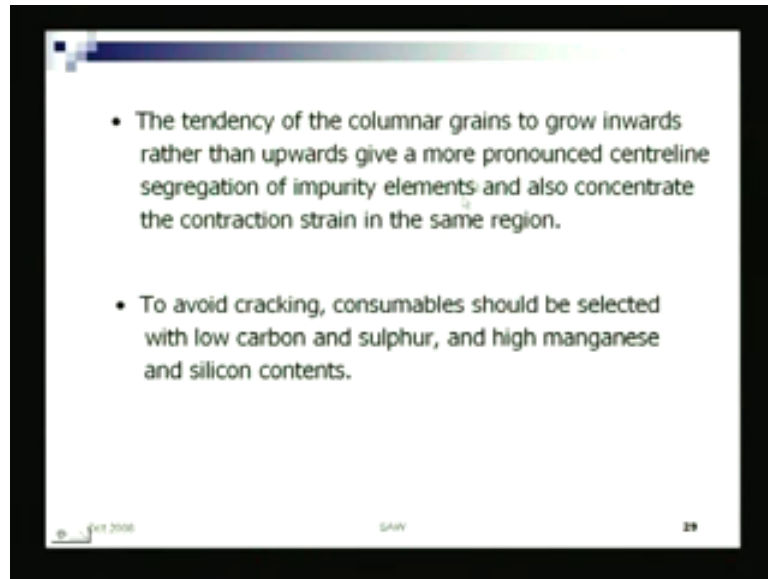 • The tendency of the columnar grains to grow inwards
rather than upwards give a more pronounced centreline
segregation of impurity elements and also concentrate
the contraction strain in the same region.
• To avoid cracking, consumables should be selected
with low carbon and sulphur, and high manganese
and silicon contents.
Oct 2006
SAW
29